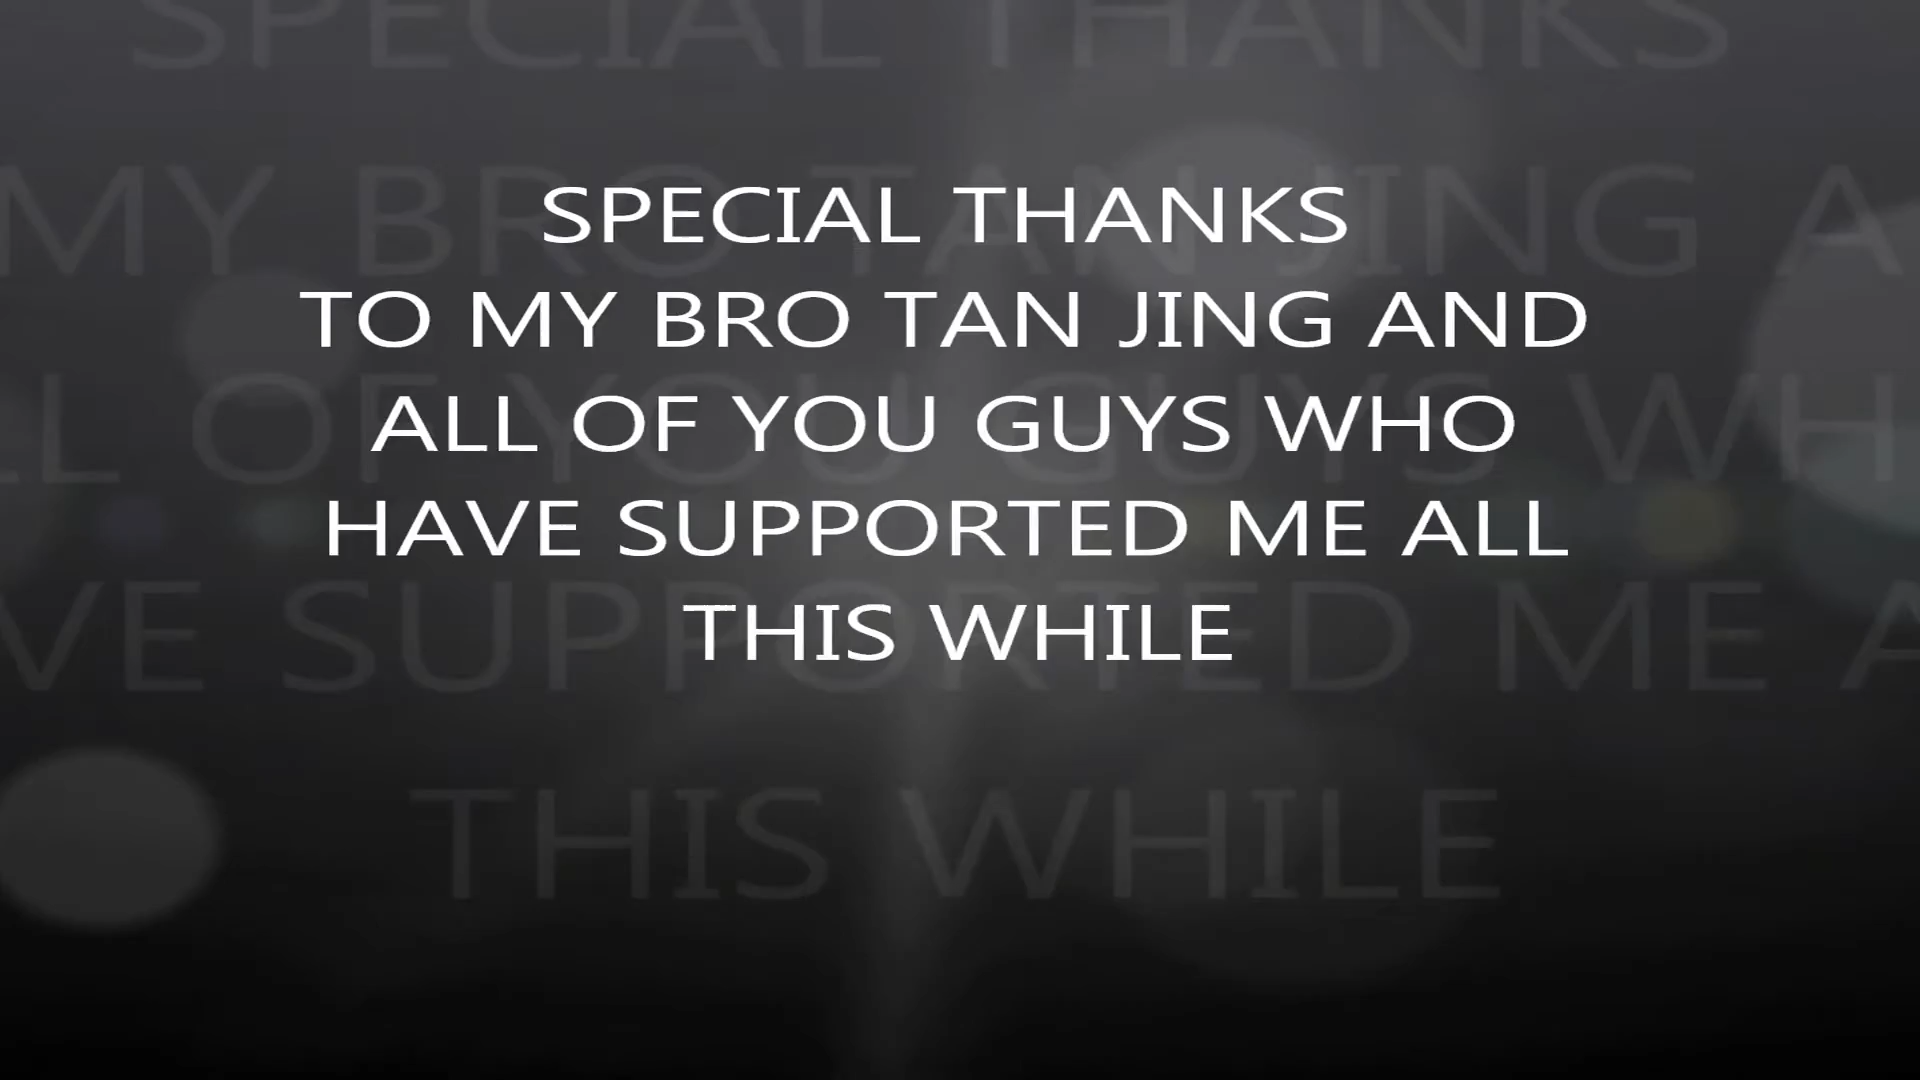 SPECIAL THANKS
TO MY BRO TAN JING AND
ALL OF YOU GUYS WHO
HAVE SUPPORTED ME ALL
THIS WHILE